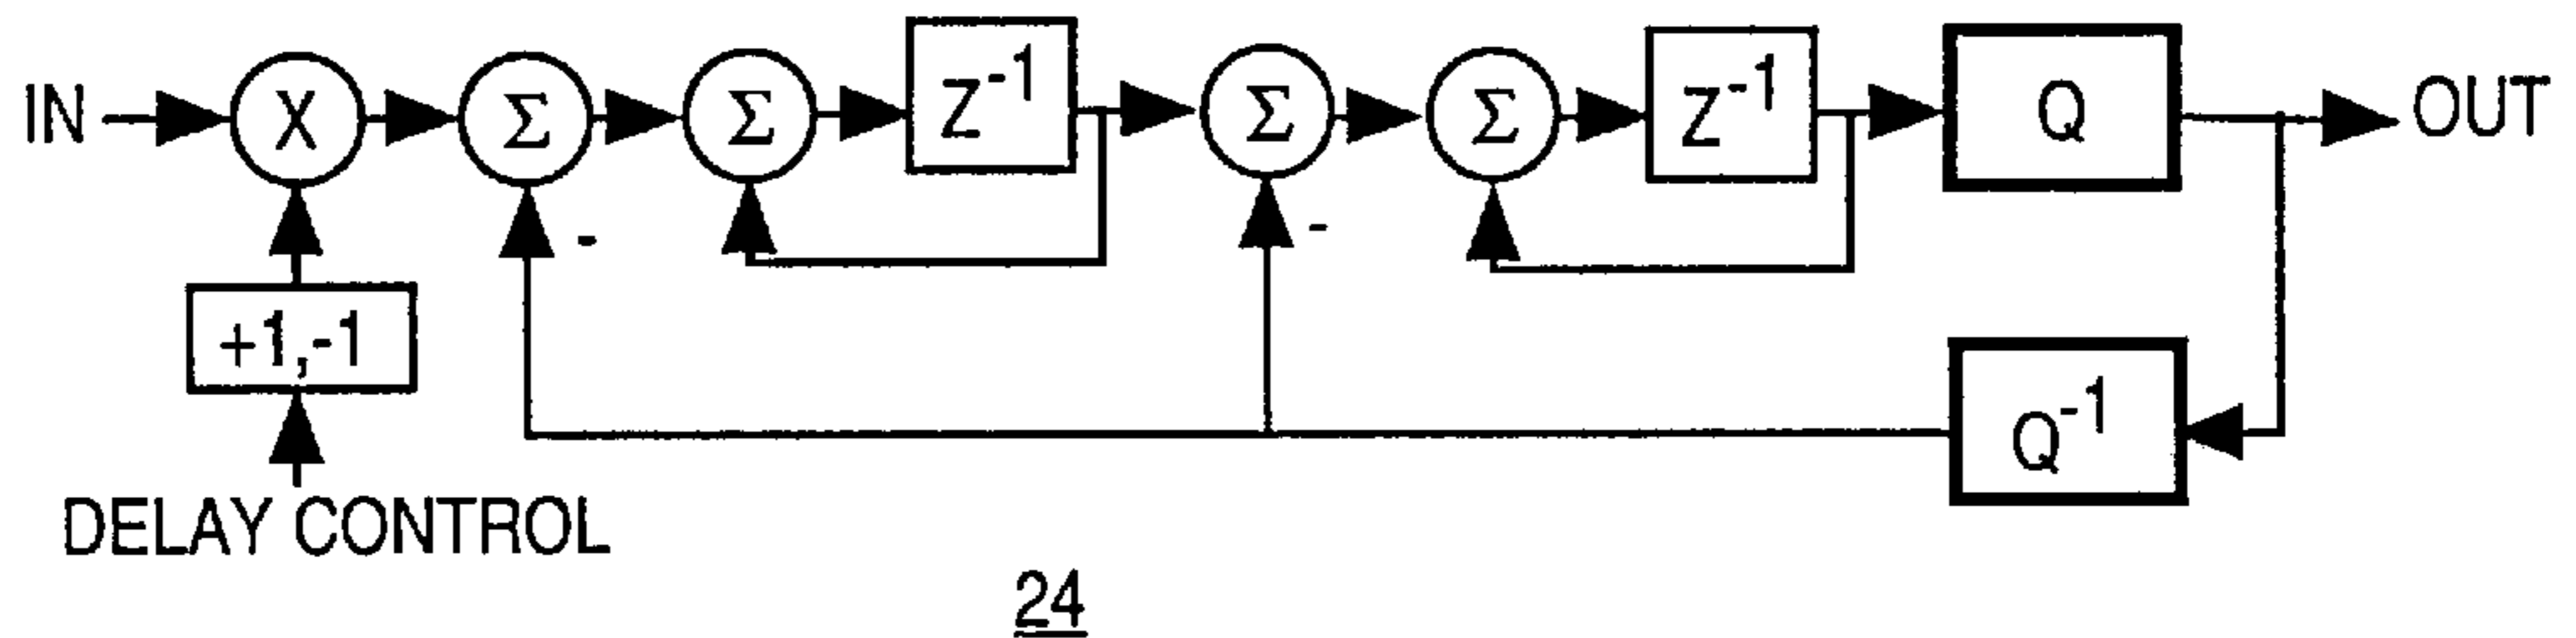 IN X Σ Σ Z⁻¹ Σ Σ Z⁻¹ Q OUT
- -
+1,-1
Q⁻¹
DELAY CONTROL
24